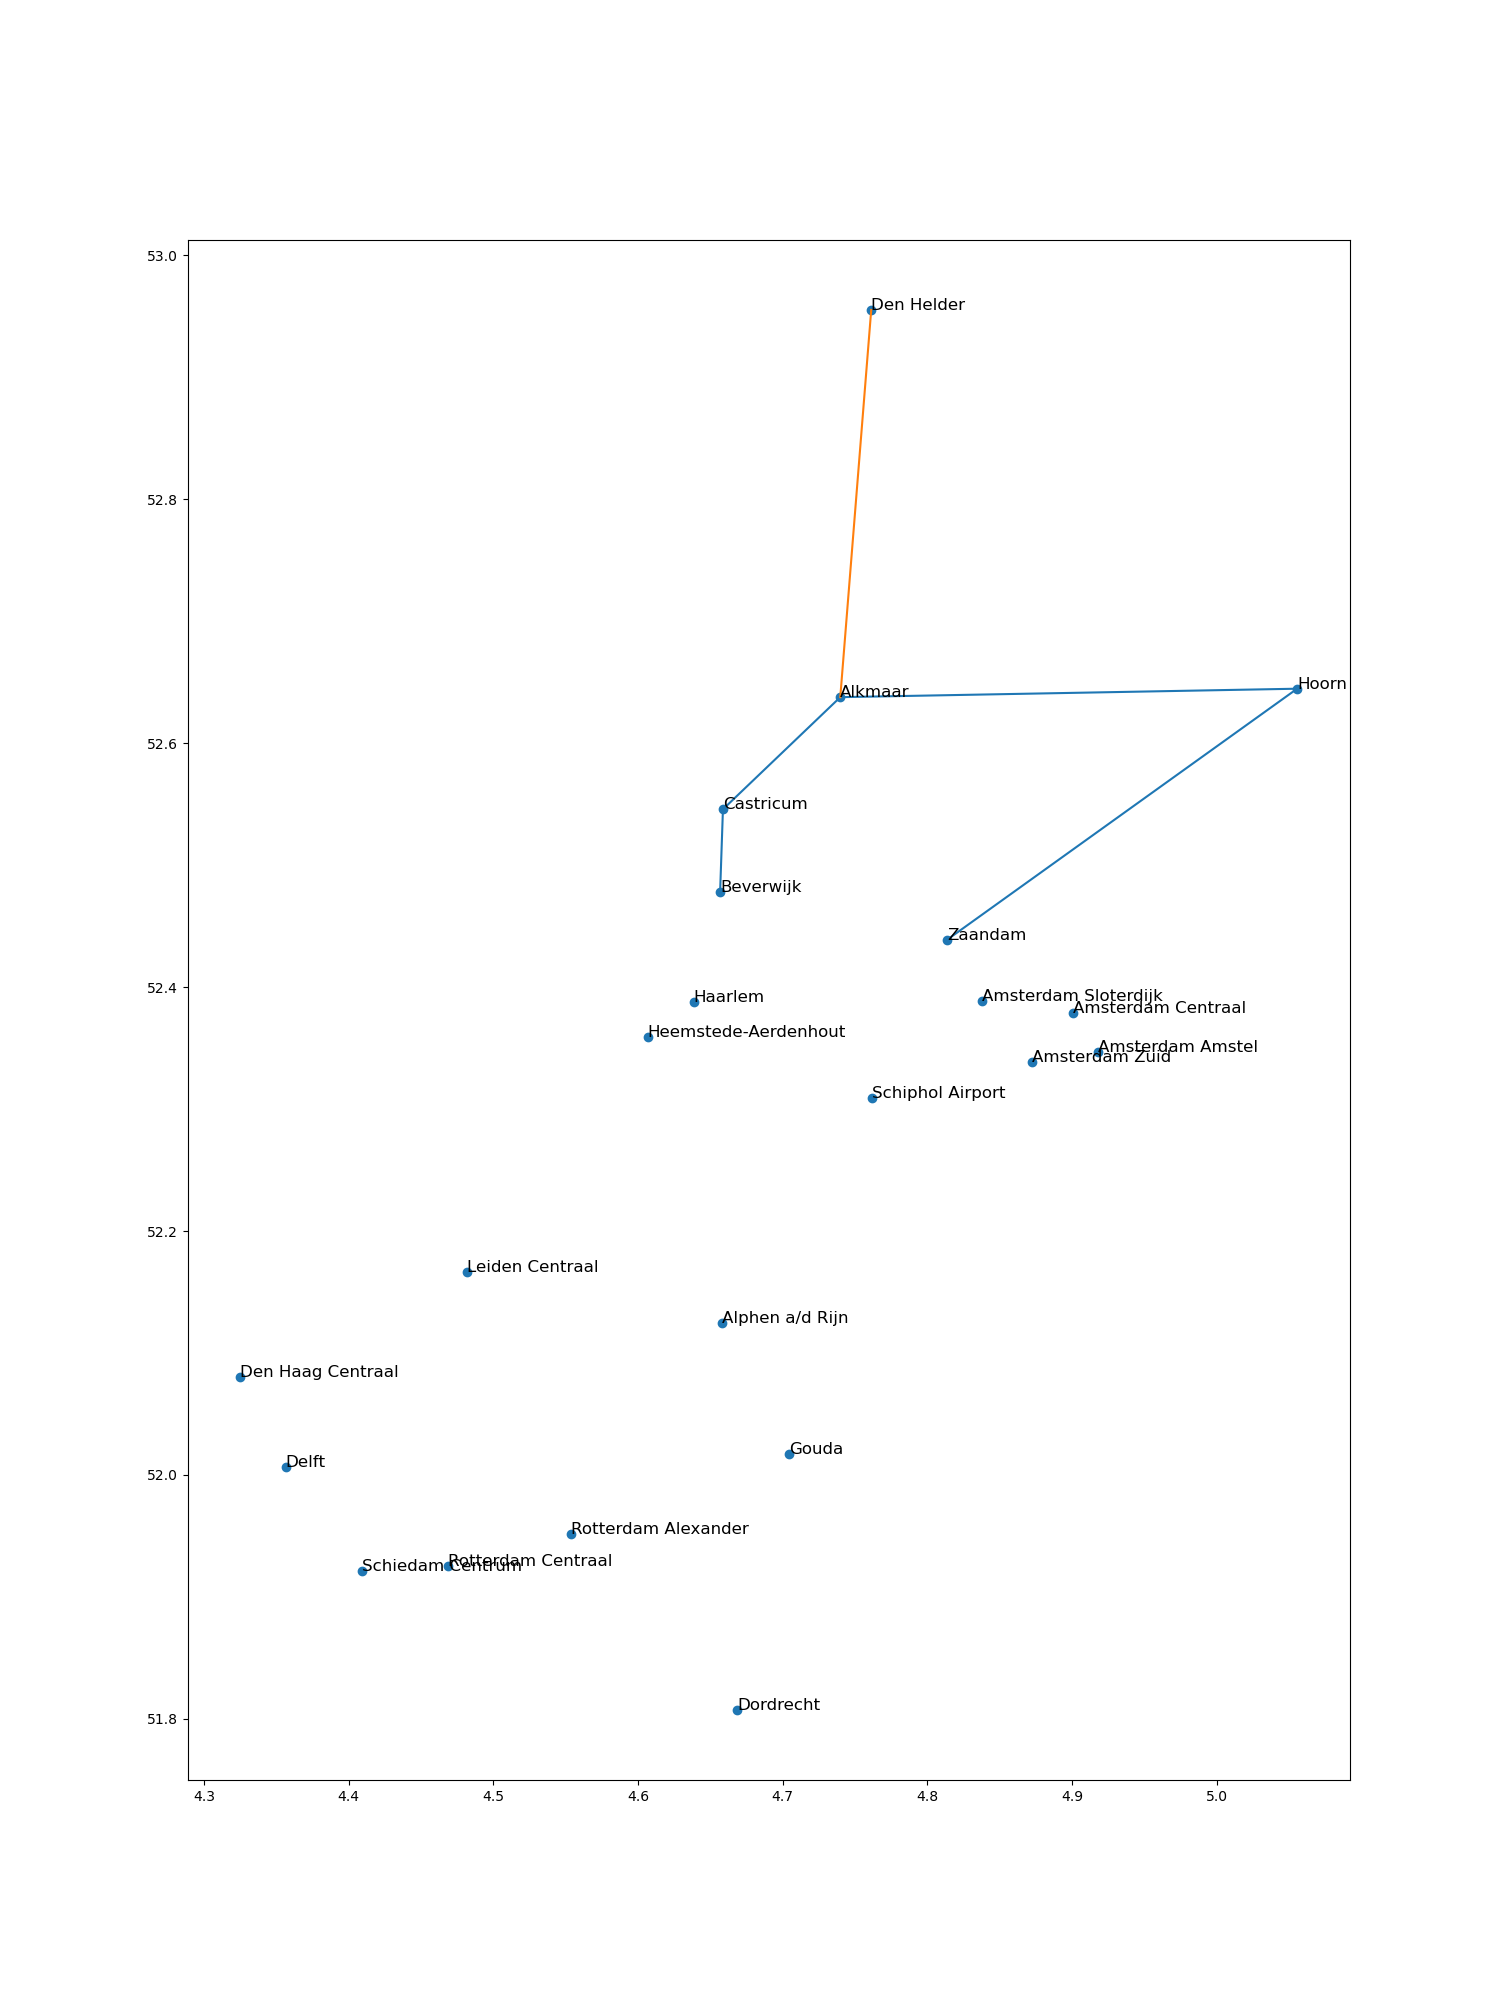 53.0
Den Helder
52.8
Alkmaar
Hoorn
52.6
Castricum
Beverwijk
Zaandam
52.4
Haarlem
Amsterdam Sloterdijk
Amsterdam Centraal
Heemstede-Aerdenhout
Amsterdam Amstel
Amsterdam Zuid
Schiphol Airport
52.2
Leiden Centraal
Alphen a/d Rijn
Den Haag Centraal
Gouda
Delft
52.0
Rotterdam Alexander
Rotterdam Centraal
Schiedam Centrum
Dordrecht
51.8
4.3 4.4 4.5 4.6 4.7 4.8 4.9 5.0